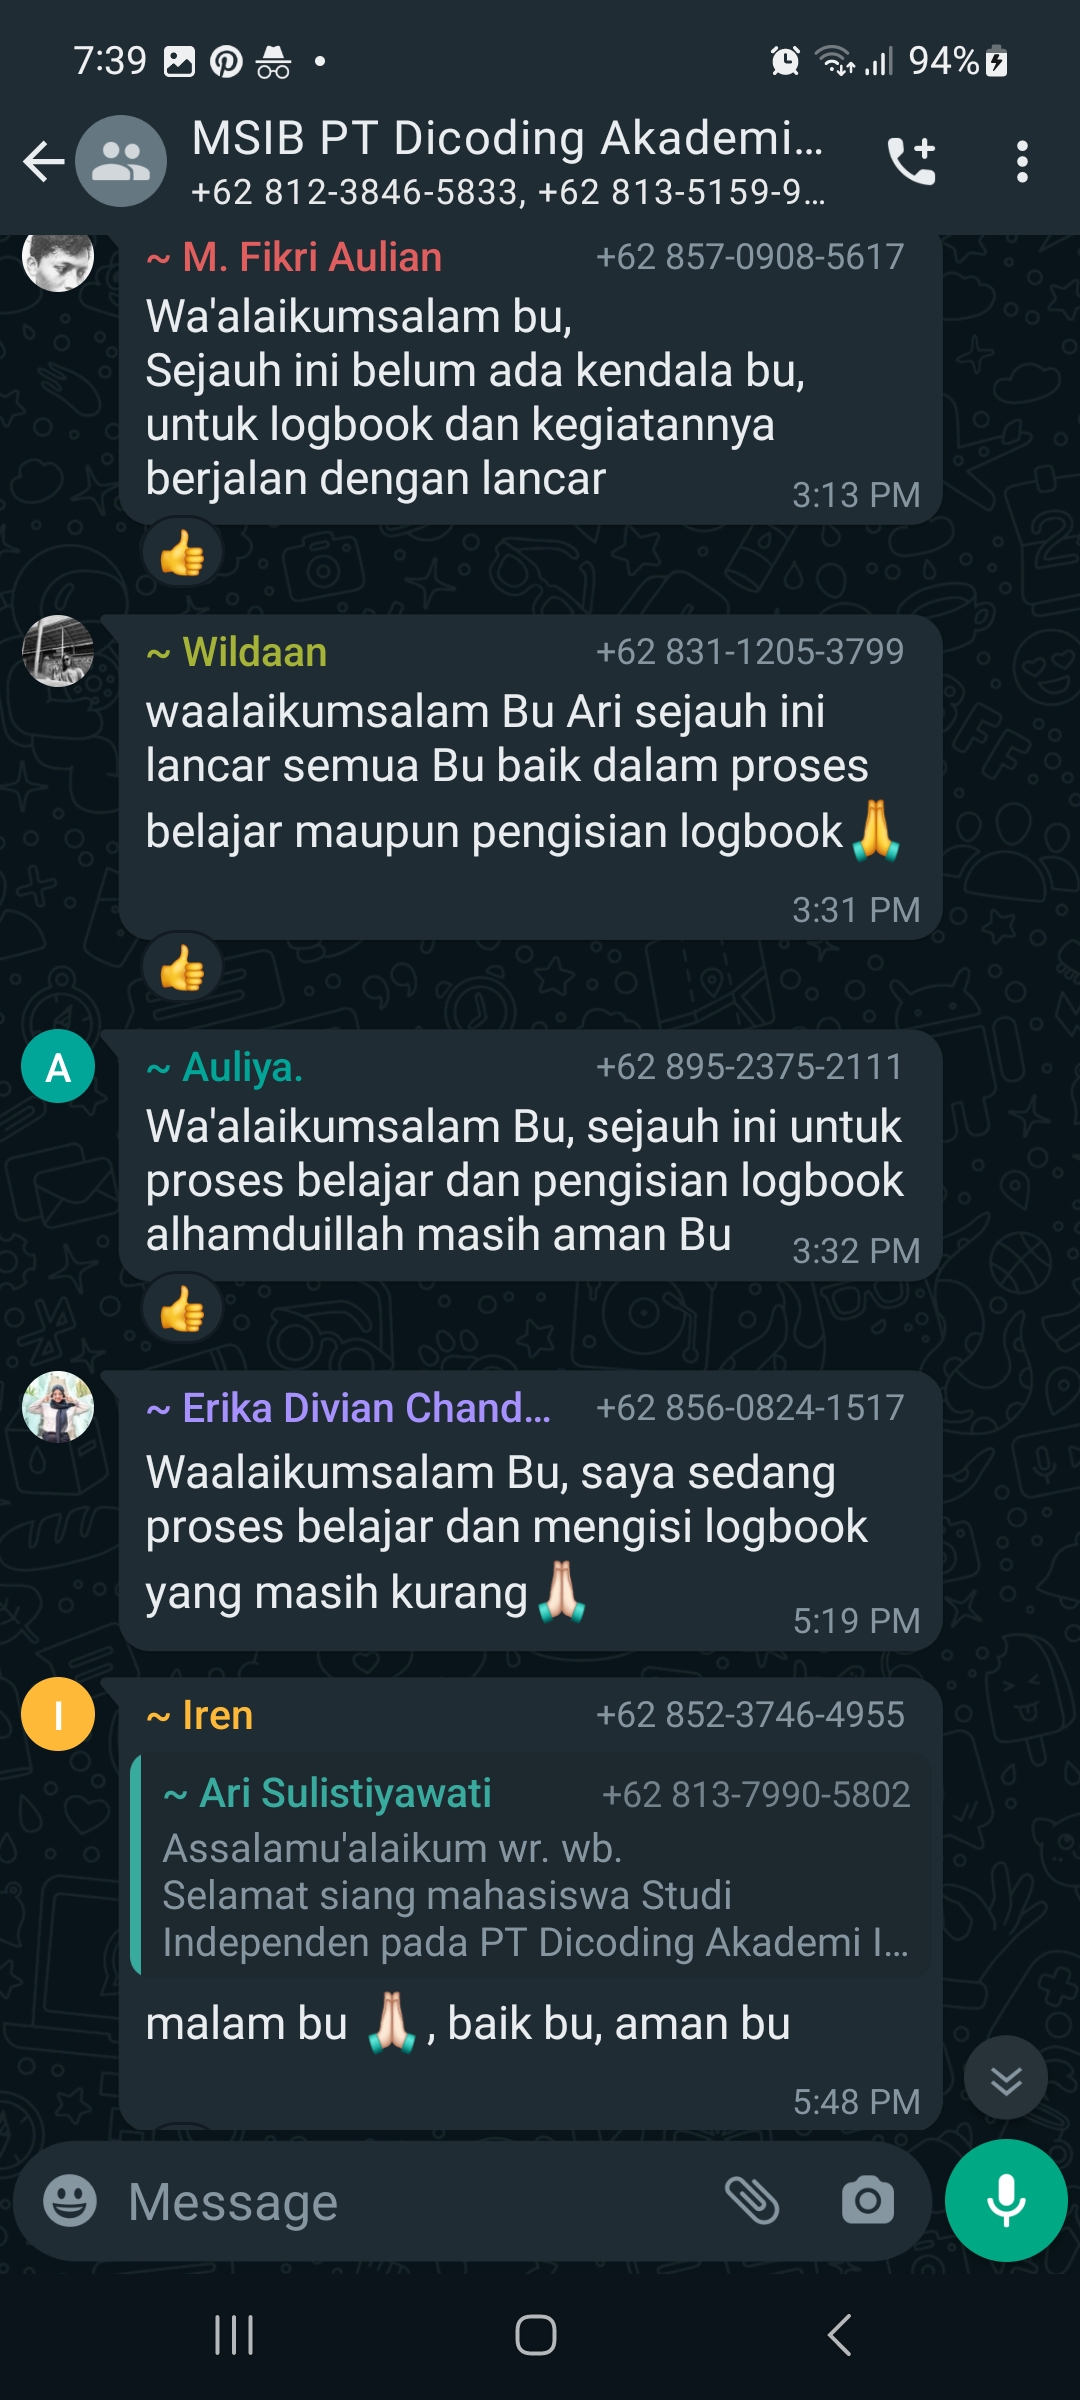 7:39
94%
MSIB PT Dicoding Akademi...
+62 812-3846-5833, +62 813-5159-9...
~ M. Fikri Aulian +62 857-0908-5617
Wa'alaikumsalam bu,
Sejauh ini belum ada kendala bu,
untuk logbook dan kegiatannya
berjalan dengan lancar
3:13 PM
👍
~ Wildaan +62 831-1205-3799
waalaikumsalam Bu Ari sejauh ini
lancar semua Bu baik dalam proses
belajar maupun pengisian logbook🙏
3:31 PM
👍
A
~ Auliya. +62 895-2375-2111
Wa'alaikumsalam Bu, sejauh ini untuk
proses belajar dan pengisian logbook
alhamduillah masih aman Bu
3:32 PM
👍
~ Erika Divian Chand... +62 856-0824-1517
Waalaikumsalam Bu, saya sedang
proses belajar dan mengisi logbook
yang masih kurang🙏🏻
5:19 PM
I
~ Iren +62 852-3746-4955
~ Ari Sulistiyawati +62 813-7990-5802
Assalamu'alaikum wr. wb.
Selamat siang mahasiswa Studi
Independen pada PT Dicoding Akademi I...
malam bu 🙏🏻, baik bu, aman bu
5:48 PM
Message